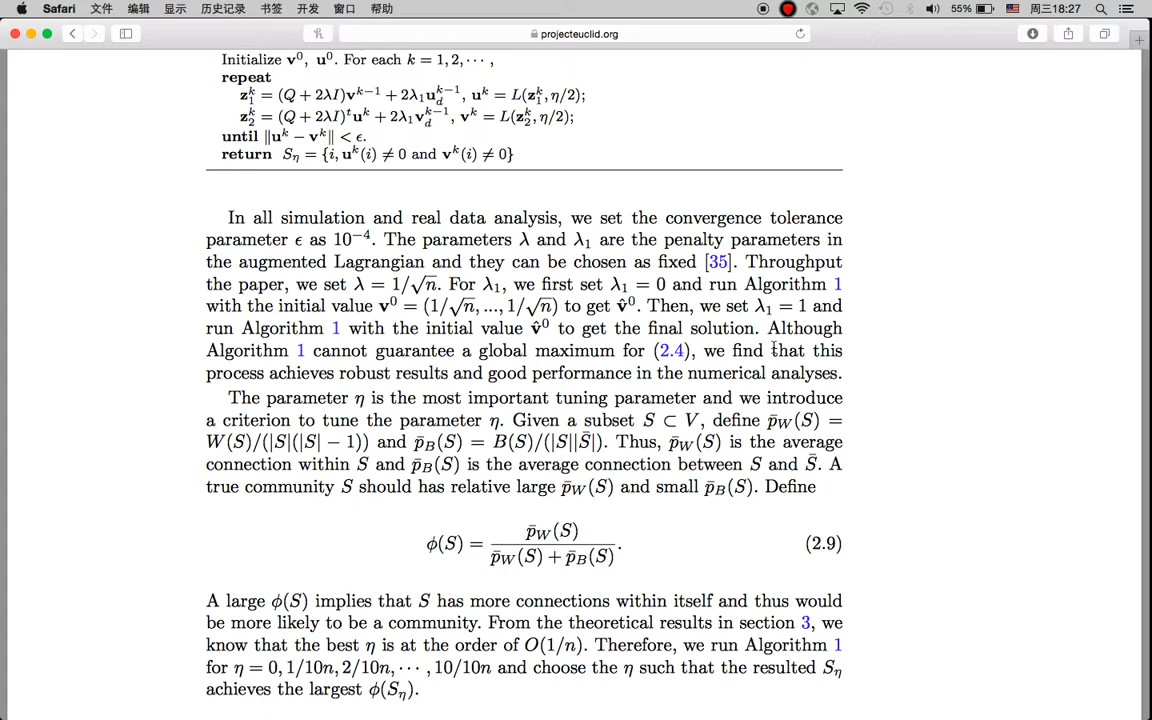 Safari 文件 编辑 显示 历史记录 书签 开发 窗口 帮助 55% 周三18:27
projecteuclid.org
Initialize v⁰, u⁰. For each k = 1, 2, ⋯ ,
repeat
z₁ᵏ = (Q + 2λI)vᵏ⁻¹ + 2λ₁u_d^{k−1}, uᵏ = L(z₁ᵏ, η/2);
z₂ᵏ = (Q + 2λI)ᵗuᵏ + 2λ₁v_d^{k−1}, vᵏ = L(z₂ᵏ, η/2);
until ‖uᵏ − vᵏ‖ < ϵ.
return S_η = {i, uᵏ(i) ≠ 0 and vᵏ(i) ≠ 0}
In all simulation and real data analysis, we set the convergence tolerance
parameter ϵ as 10⁻⁴. The parameters λ and λ₁ are the penalty parameters in
the augmented Lagrangian and they can be chosen as fixed [35]. Throughput
the paper, we set λ = 1/√n. For λ₁, we first set λ₁ = 0 and run Algorithm 1
with the initial value v⁰ = (1/√n, ..., 1/√n) to get v̂⁰. Then, we set λ₁ = 1 and
run Algorithm 1 with the initial value v̂⁰ to get the final solution. Although
Algorithm 1 cannot guarantee a global maximum for (2.4), we find that this
process achieves robust results and good performance in the numerical analyses.
The parameter η is the most important tuning parameter and we introduce
a criterion to tune the parameter η. Given a subset S ⊂ V, define p̄_W(S) =
W(S)/(|S|(|S| − 1)) and p̄_B(S) = B(S)/(|S||S̄|). Thus, p̄_W(S) is the average
connection within S and p̄_B(S) is the average connection between S and S̄. A
true community S should has relative large p̄_W(S) and small p̄_B(S). Define
ϕ(S) = p̄_W(S) / (p̄_W(S) + p̄_B(S)). (2.9)
A large ϕ(S) implies that S has more connections within itself and thus would
be more likely to be a community. From the theoretical results in section 3, we
know that the best η is at the order of O(1/n). Therefore, we run Algorithm 1
for η = 0, 1/10n, 2/10n, ⋯ , 10/10n and choose the η such that the resulted S_η
achieves the largest ϕ(S_η).